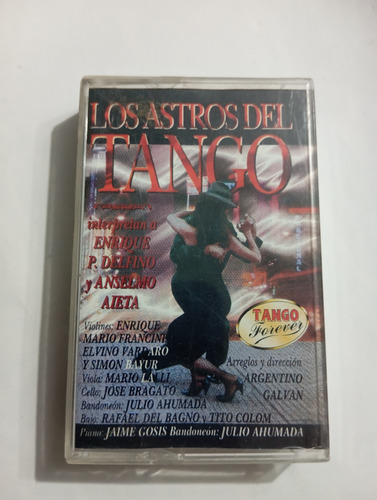 LOS ASTROS DEL
TANGO
interpretan a
ENRIQUE
P. DELFINO
y ANSELMO
AIETA
TANGO
Forever
Violines: ENRIQUE
MARIO FRANCINI
ELVINO VARDARO
Y SIMON BAYUR
Viola: MARIO LALLI
Cello: JOSE BRAGATO
Bandoneón: JULIO AHUMADA
Bajo: RAFAEL DEL BAGNO y TITO COLOM
Piano: JAIME GOSIS Bandoneón: JULIO AHUMADA
Arreglos y dirección
ARGENTINO
GALVAN